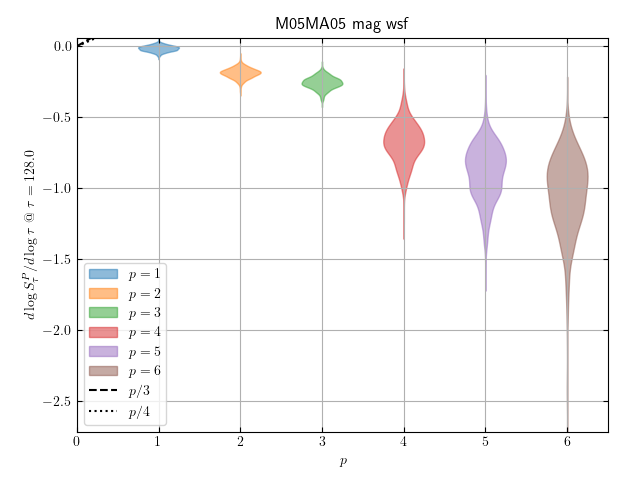 M05MA05 mag wsf
0.0
−0.5
−1.0
−1.5
−2.0
−2.5
d log S_τ^P / d log τ @ τ = 128.0
p = 1
p = 2
p = 3
p = 4
p = 5
p = 6
p/3
p/4
0 1 2 3 4 5 6
p